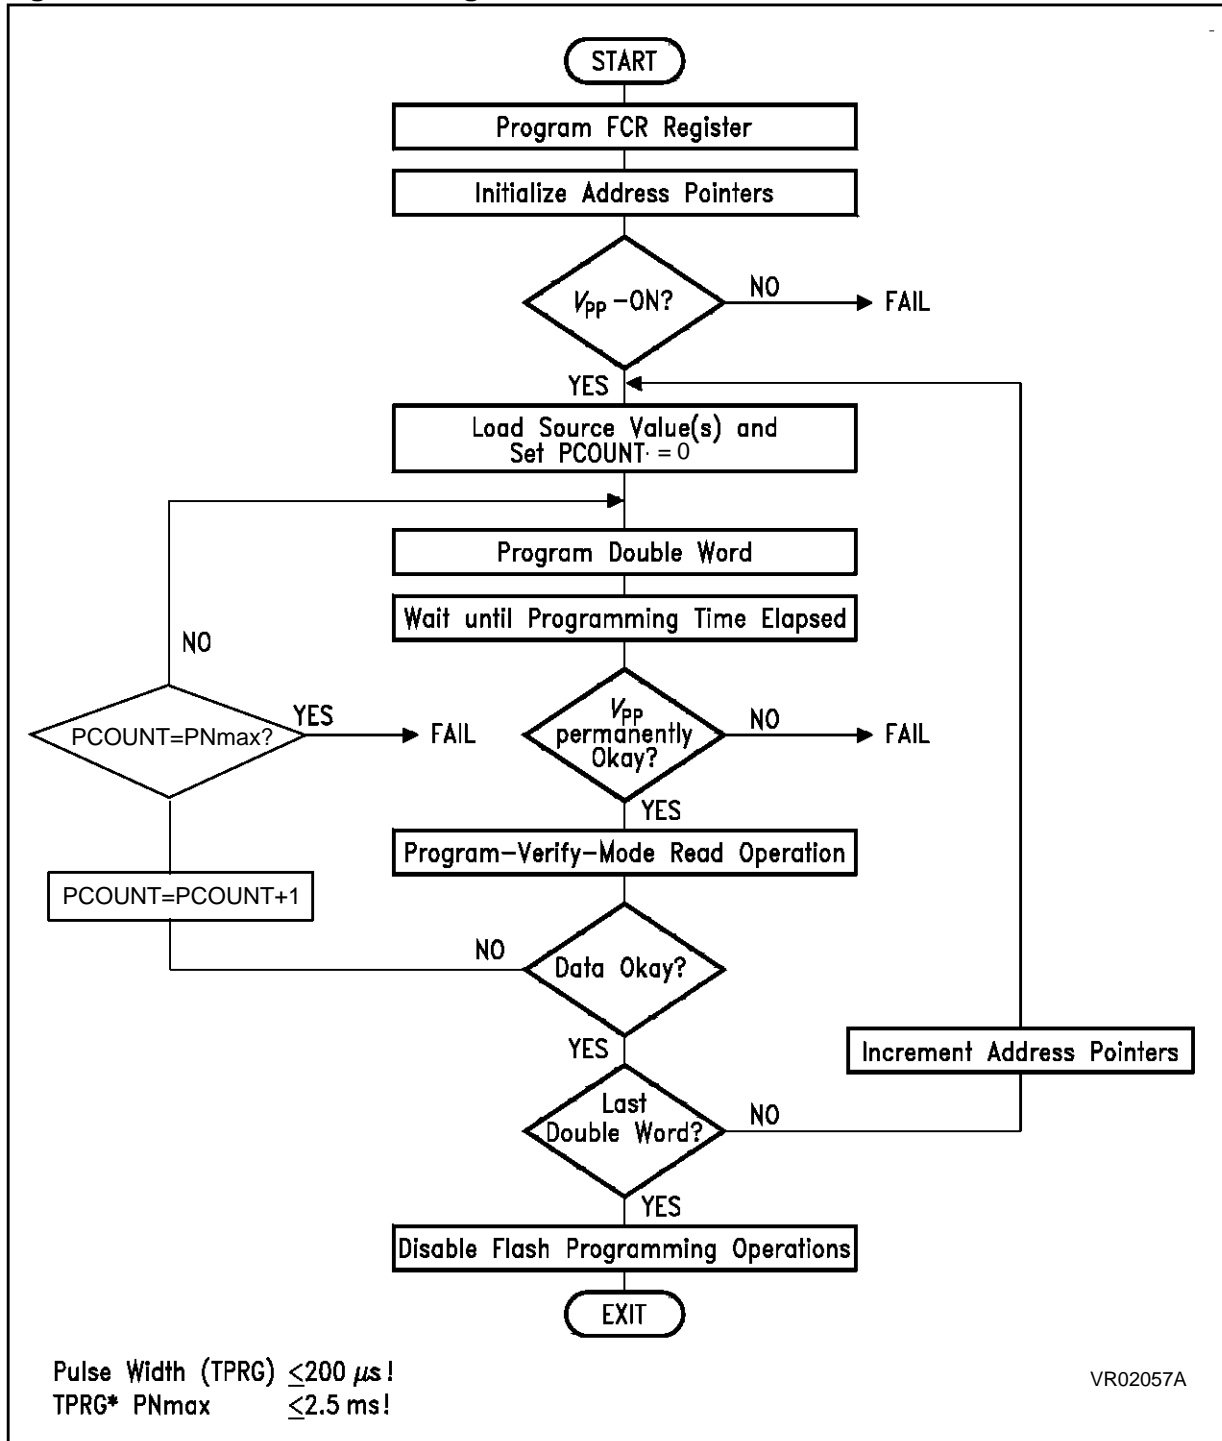 START
Program FCR Register
Initialize Address Pointers
VPP-ON?
NO
FAIL
YES
Load Source Value(s) and
Set PCOUNT = 0
Program Double Word
Wait until Programming Time Elapsed
NO
PCOUNT=PNmax?
YES
FAIL
VPP
permanently
Okay?
NO
FAIL
YES
Program-Verify-Mode Read Operation
PCOUNT=PCOUNT+1
NO
Data Okay?
YES
Increment Address Pointers
Last
Double Word?
NO
YES
Disable Flash Programming Operations
EXIT
Pulse Width (TPRG) ≤200 µs!
TPRG* PNmax ≤2.5 ms!
VR02057A